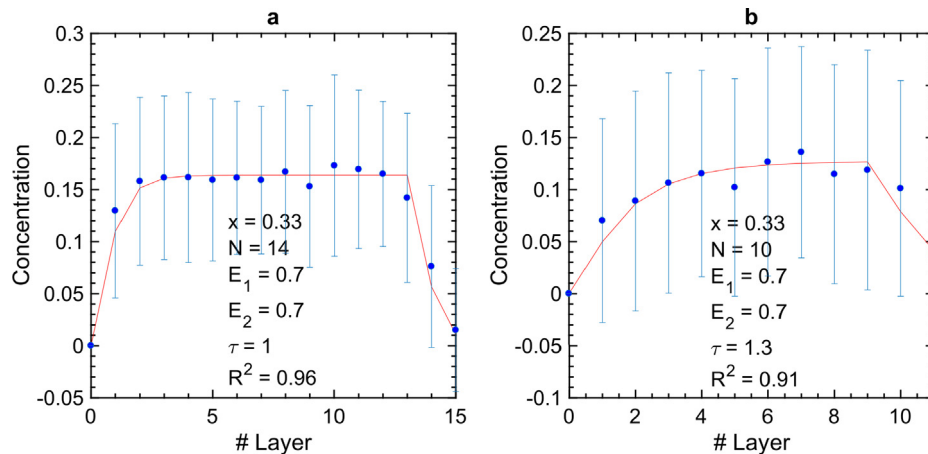 a
0.3
0.25
0.2
0.15
0.1
0.05
0
-0.05
Concentration
x = 0.33
N = 14
E1 = 0.7
E2 = 0.7
τ = 1
R2 = 0.96
0 5 10 15
# Layer
b
0.25
0.2
0.15
0.1
0.05
0
-0.05
-0.1
Concentration
x = 0.33
N = 10
E1 = 0.7
E2 = 0.7
τ = 1.3
R2 = 0.91
0 2 4 6 8 10
# Layer